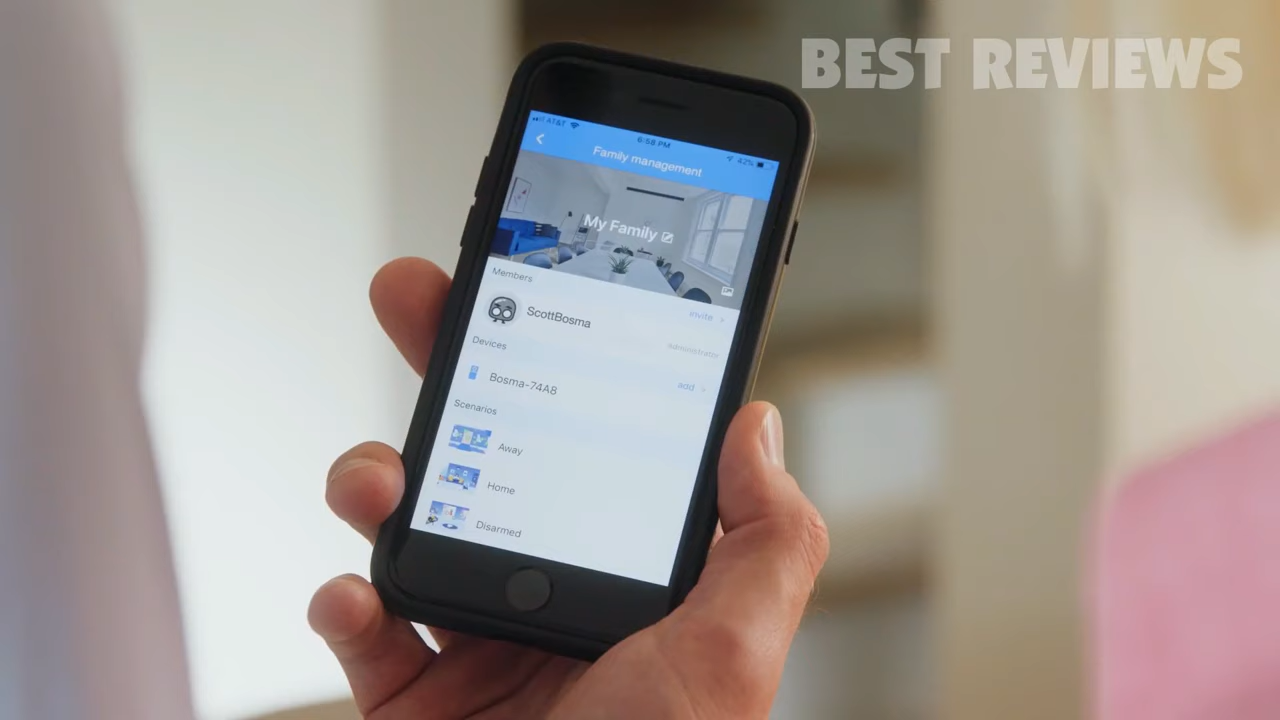 BEST REVIEWS
AT&T 6:58 PM 42%
Family management
My Family
Members
ScottBosma invite >
administrator
Devices
Bosma-74A8 add >
Scenarios
Away
Home
Disarmed